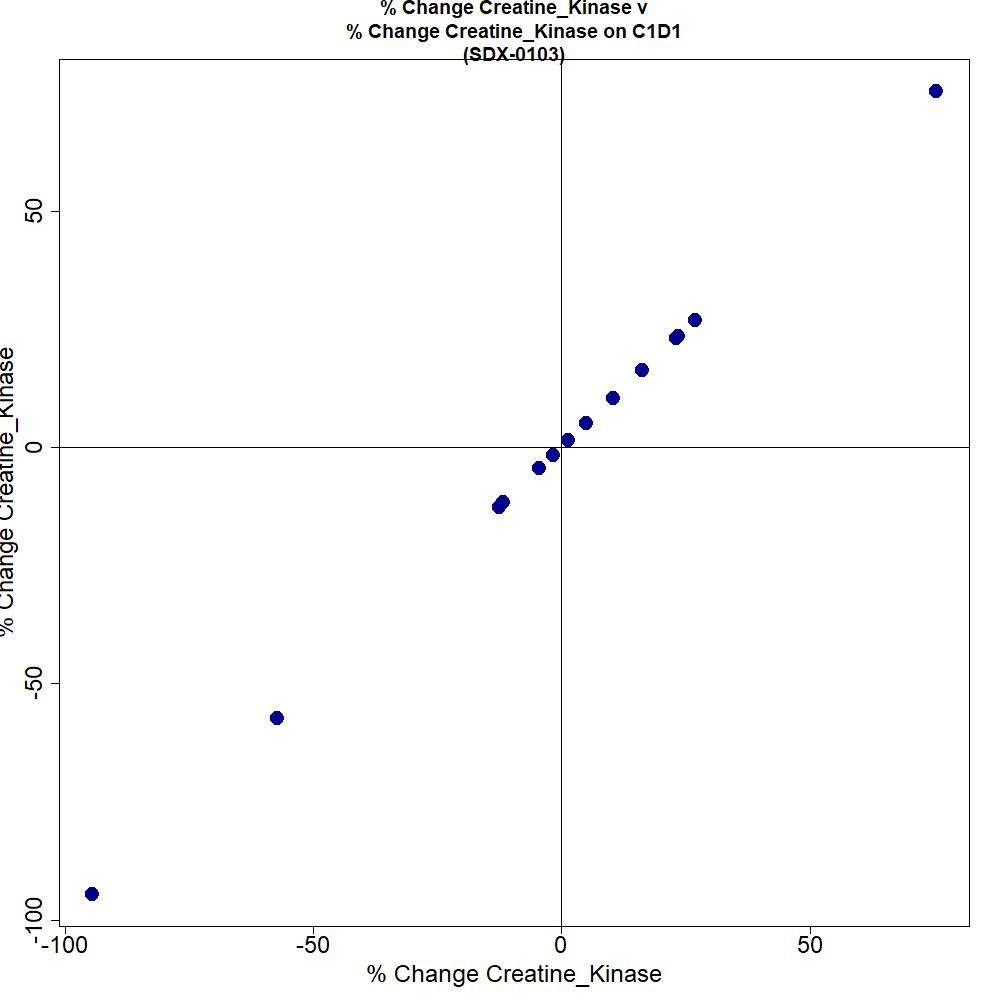 % Change Creatine_Kinase v
% Change Creatine_Kinase on C1D1
(SDX-0103)
% Change Creatine_Kinase
50
0
-50
-100
-100
-50
0
50
% Change Creatine_Kinase